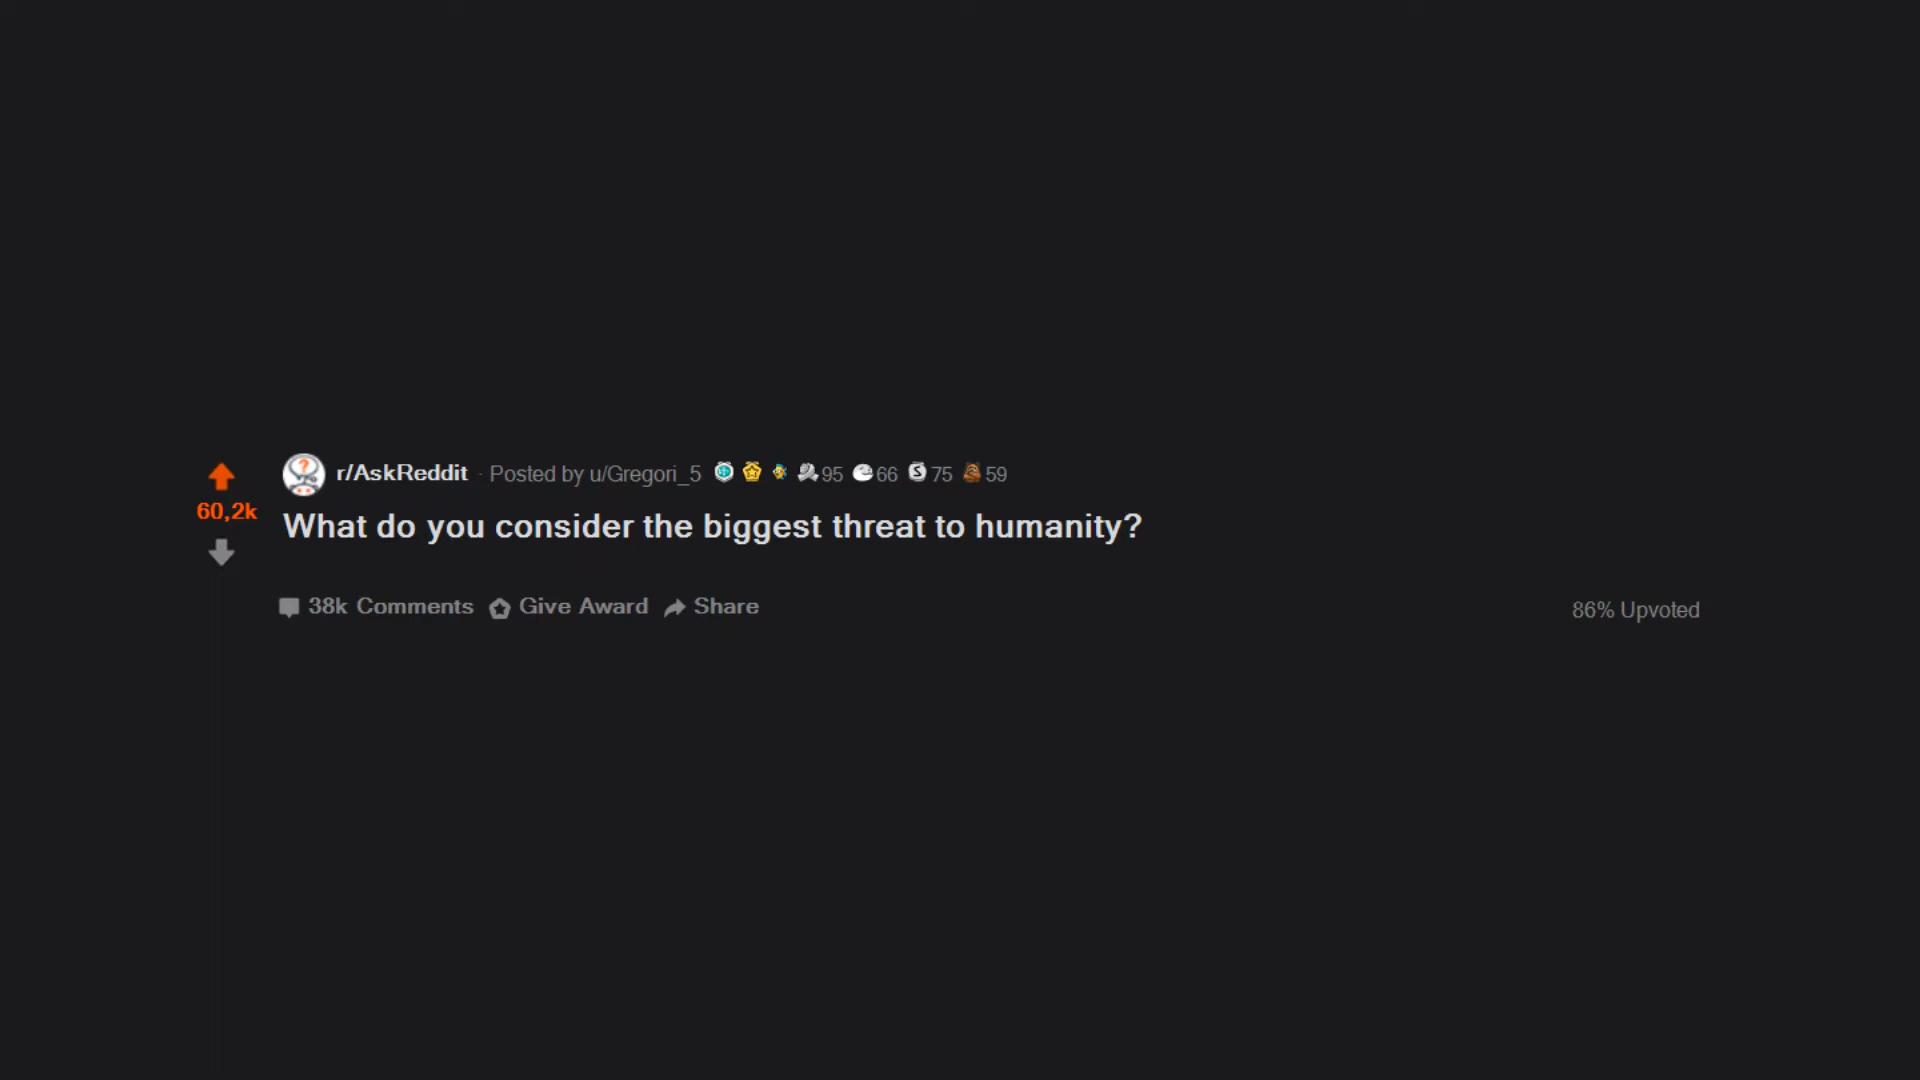 r/AskReddit · Posted by u/Gregori_5 95 66 S 75 59
60,2k
What do you consider the biggest threat to humanity?
38k Comments Give Award Share
86% Upvoted